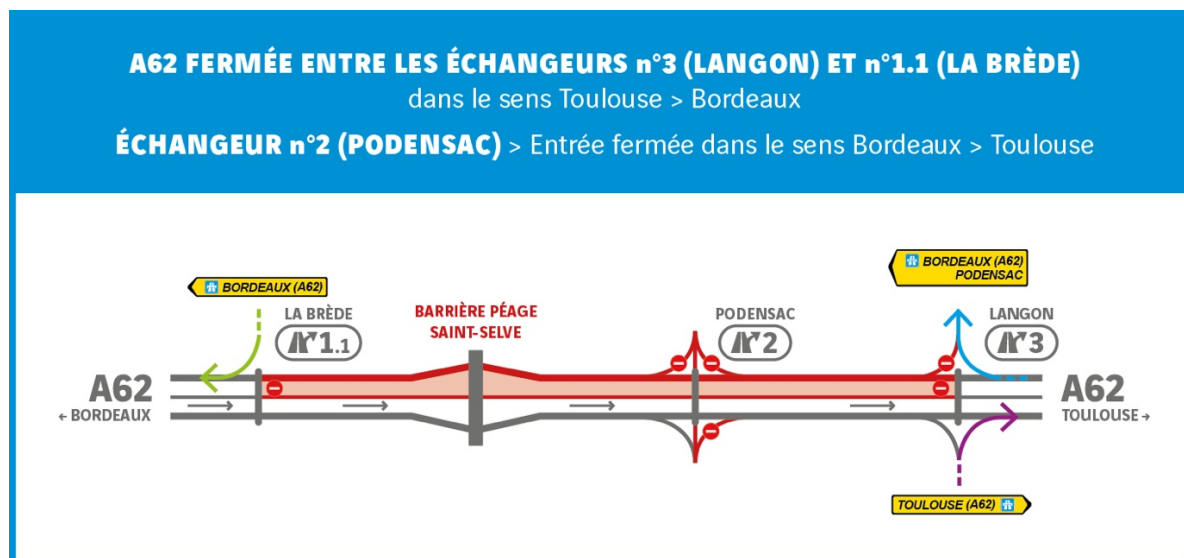 A62 FERMÉE ENTRE LES ÉCHANGEURS n°3 (LANGON) ET n°1.1 (LA BRÈDE)
dans le sens Toulouse > Bordeaux
ÉCHANGEUR n°2 (PODENSAC) > Entrée fermée dans le sens Bordeaux > Toulouse
BORDEAUX (A62)
BORDEAUX (A62)
PODENSAC
LA BRÈDE
1.1
BARRIÈRE PÉAGE
SAINT-SELVE
PODENSAC
2
LANGON
3
A62
← BORDEAUX
A62
TOULOUSE →
TOULOUSE (A62)